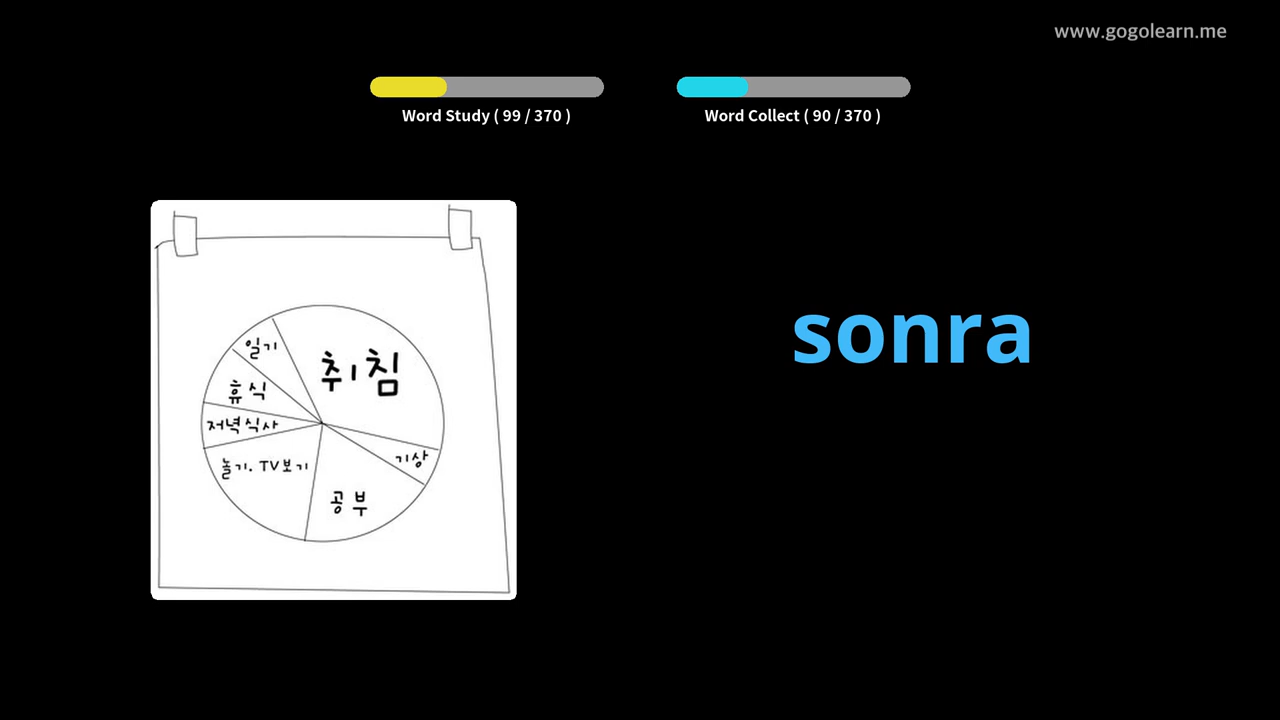 www.gogolearn.me
Word Study ( 99 / 370 )
Word Collect ( 90 / 370 )
일기
취침
휴식
저녁식사
놀기. TV보기
기상
공부
sonra